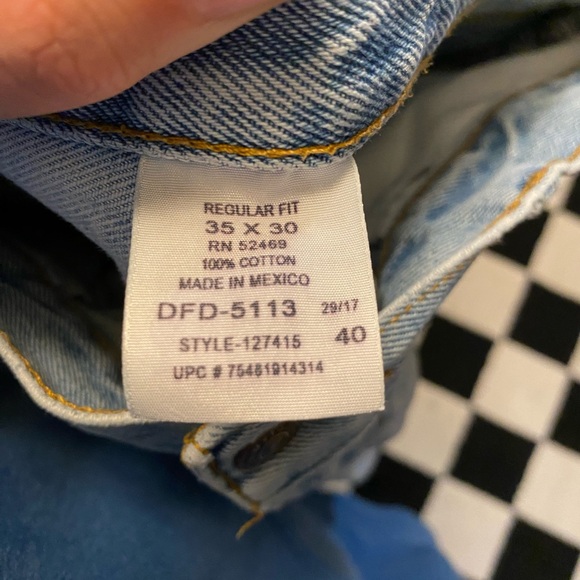 REGULAR FIT
35 X 30
RN 52469
100% COTTON
MADE IN MEXICO
DFD-5113 29/17
STYLE-127415 40
UPC # 75481914314